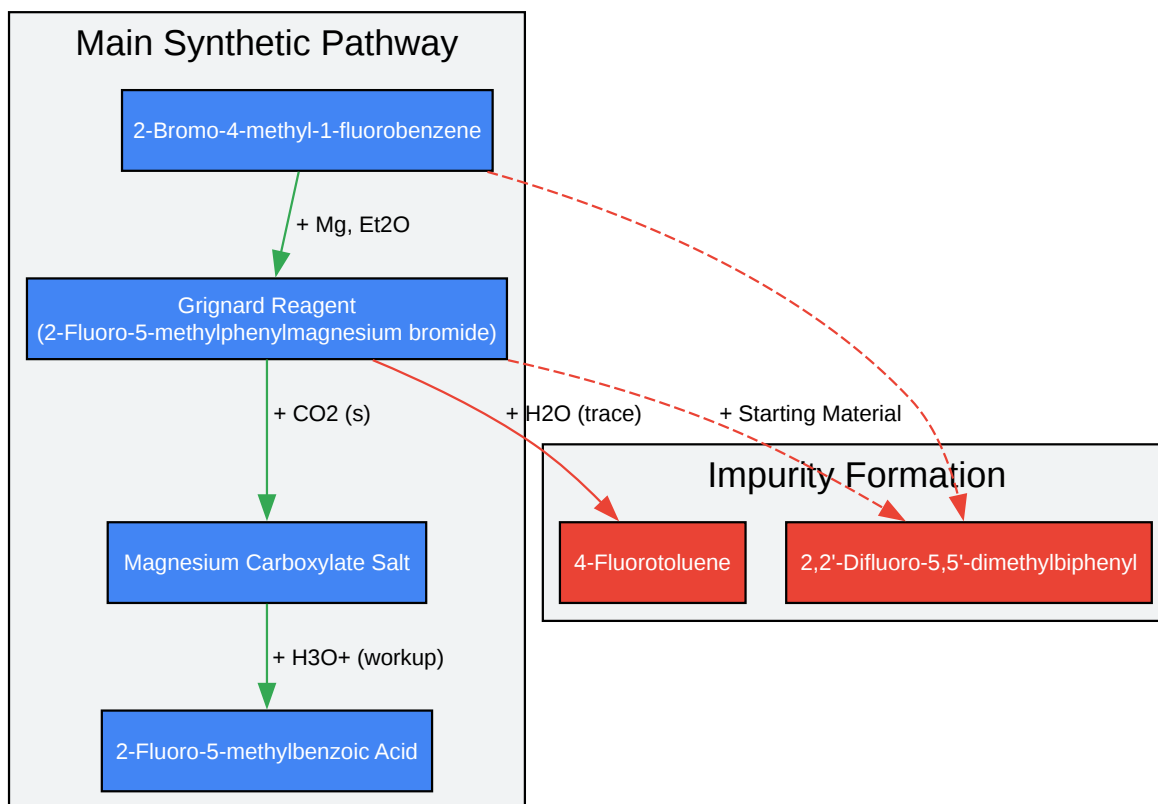 Main Synthetic Pathway
2-Bromo-4-methyl-1-fluorobenzene
+ Mg, Et2O
Grignard Reagent
(2-Fluoro-5-methylphenylmagnesium bromide)
+ CO2 (s)
+ H2O (trace)
+ Starting Material
Impurity Formation
Magnesium Carboxylate Salt
4-Fluorotoluene
2,2'-Difluoro-5,5'-dimethylbiphenyl
+ H3O+ (workup)
2-Fluoro-5-methylbenzoic Acid